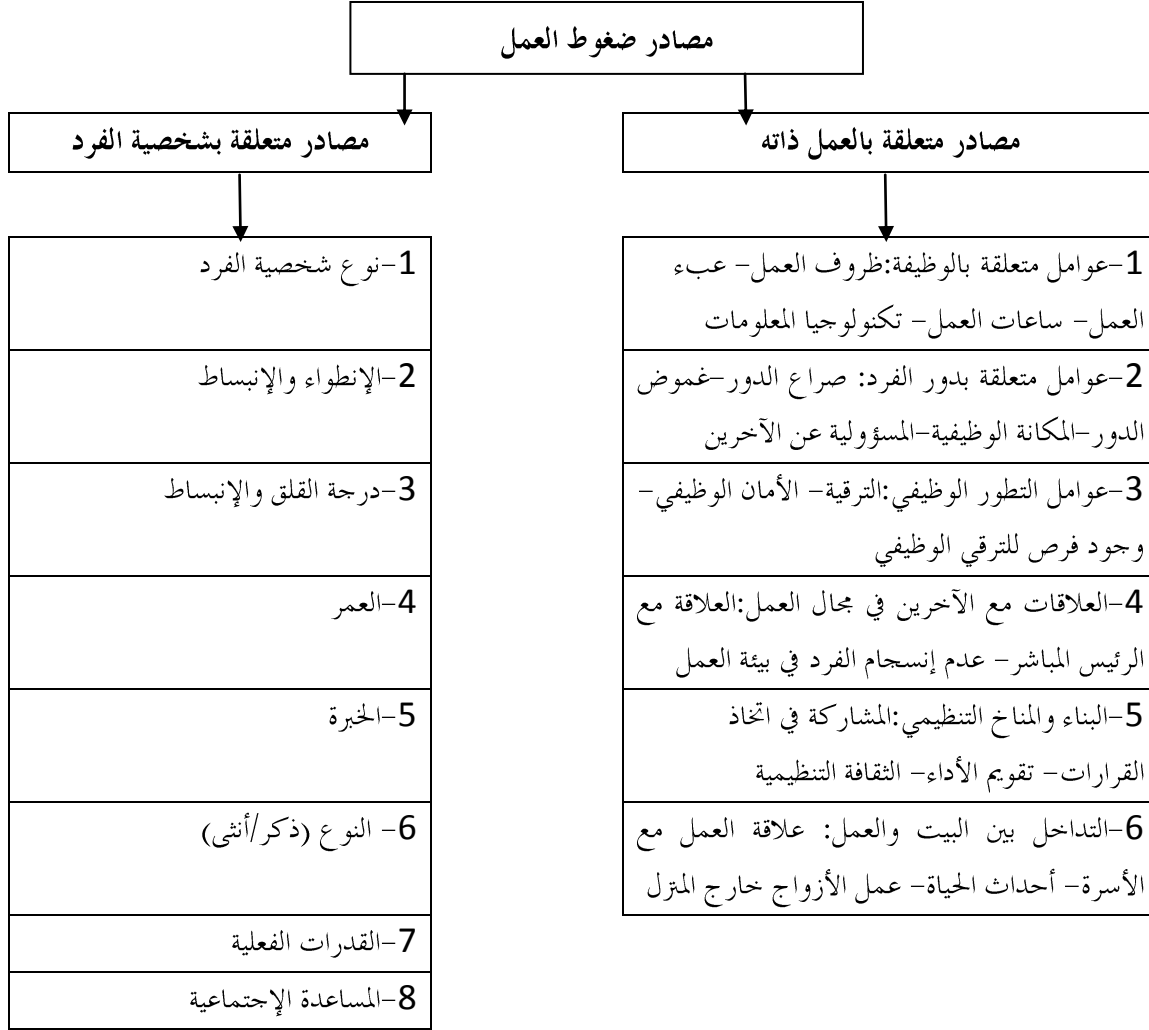 مصادر ضغوط العمل
مصادر متعلقة بالعمل ذاته
1-عوامل متعلقة بالوظيفة:ظروف العمل- عبء
العمل- ساعات العمل- تكنولوجيا المعلومات
2-عوامل متعلقة بدور الفرد: صراع الدور-غموض
الدور-المكانة الوظيفية-المسؤولية عن الآخرين
3-عوامل التطور الوظيفي:الترقية- الأمان الوظيفي-
وجود فرص للترقي الوظيفي
4-العلاقات مع الآخرين في مجال العمل:العلاقة مع
الرئيس المباشر- عدم إنسجام الفرد في بيئة العمل
5-البناء والمناخ التنظيمي:المشاركة في اتخاذ
القرارات- تقويم الأداء- الثقافة التنظيمية
6-التداخل بين البيت والعمل: علاقة العمل مع
الأسرة- أحداث الحياة- عمل الأزواج خارج المنزل
مصادر متعلقة بشخصية الفرد
1-نوع شخصية الفرد
2-الإنطواء والإنبساط
3-درجة القلق والإنبساط
4-العمر
5-الخبرة
6- النوع (ذكر/أنثى)
7-القدرات الفعلية
8-المساعدة الإجتماعية